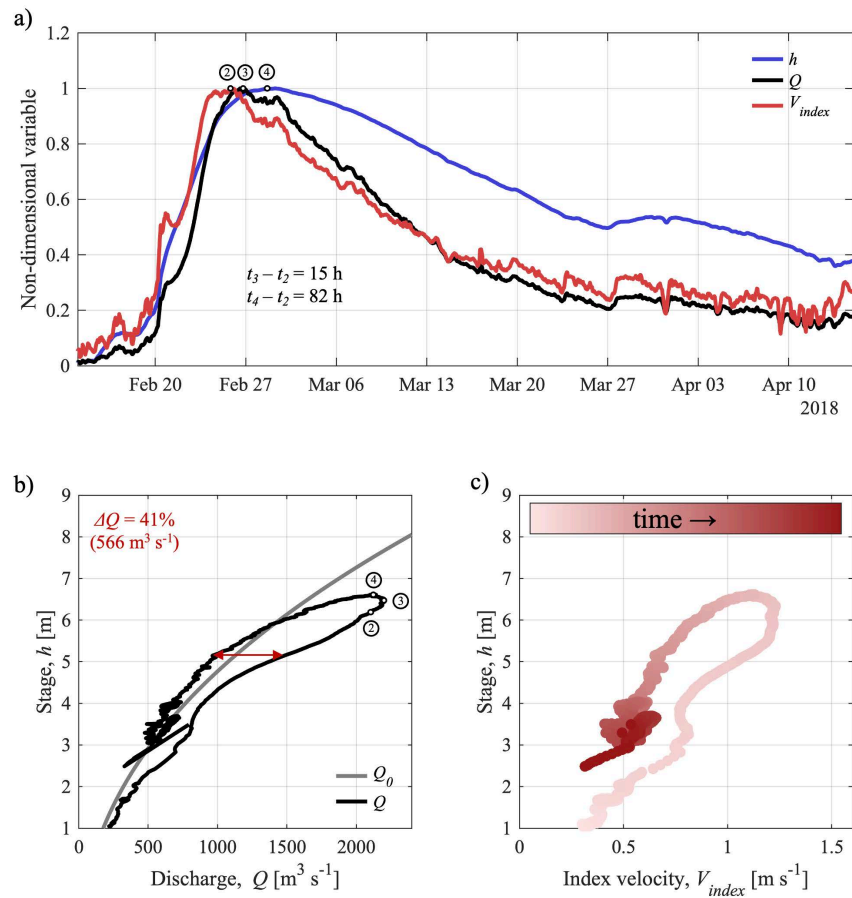 a)
Non-dimensional variable
1.2
1
0.8
0.6
0.4
0.2
0
② ③ ④
h
Q
V_index
t₃ – t₂ = 15 h
t₄ – t₂ = 82 h
Feb 20 Feb 27 Mar 06 Mar 13 Mar 20 Mar 27 Apr 03 Apr 10
2018
b)
Stage, h [m]
9
8
7
6
5
4
3
2
1
ΔQ = 41%
(566 m³ s⁻¹)
④
③
②
Q₀
Q
0 500 1000 1500 2000
Discharge, Q [m³ s⁻¹]
c)
Stage, h [m]
9
8
7
6
5
4
3
2
1
time →
0 0.5 1 1.5
Index velocity, V_index [m s⁻¹]